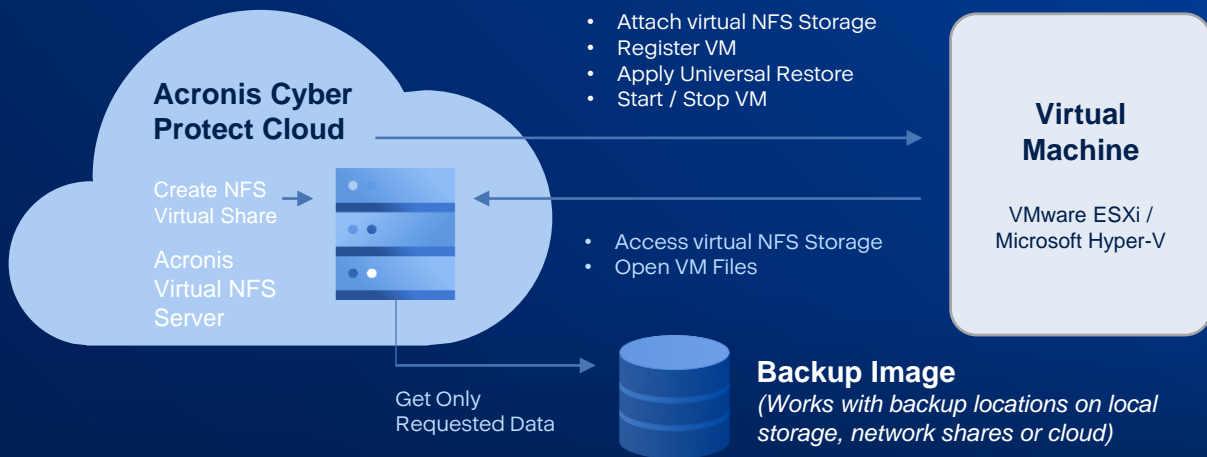 Acronis Cyber
Protect Cloud
Create NFS
Virtual Share
Acronis
Virtual NFS
Server
• Attach virtual NFS Storage
• Register VM
• Apply Universal Restore
• Start / Stop VM
• Access virtual NFS Storage
• Open VM Files
Virtual
Machine
VMware ESXi /
Microsoft Hyper-V
Get Only
Requested Data
Backup Image
(Works with backup locations on local
storage, network shares or cloud)